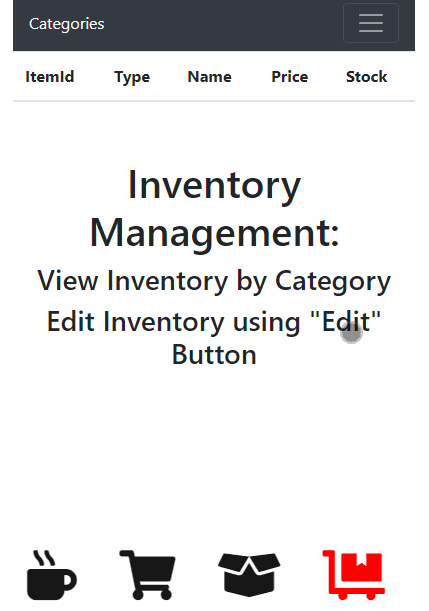 Categories
ItemId Type Name Price Stock
Inventory
Management:
View Inventory by Category
Edit Inventory using "Edit"
Button